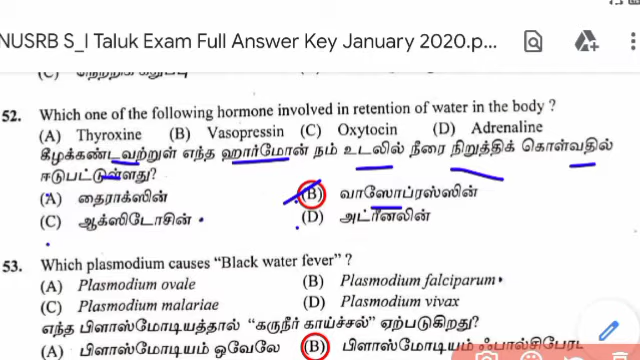 NUSRB S_I Taluk Exam Full Answer Key January 2020.p...
52. Which one of the following hormone involved in retention of water in the body ?
(A) Thyroxine (B) Vasopressin (C) Oxytocin (D) Adrenaline
கீழ்க்கண்டவற்றுள் எந்த ஹார்மோன் நம் உடலில் நீரை நிறுத்திக் கொள்வதில்
ஈடுபட்டுள்ளது?
(A) தைராக்ஸின் (B) வாஸோப்ரஸ்ஸின்
(C) ஆக்ஸிடோசின் (D) அட்ரீனலின்
53. Which plasmodium causes "Black water fever" ?
(A) Plasmodium ovale (B) Plasmodium falciparum
(C) Plasmodium malariae (D) Plasmodium vivax
எந்த பிளாஸ்மோடியத்தால் "கருநீர் காய்ச்சல்" ஏற்படுகிறது?
(A) பிளாஸ்மோடியம் ஒவேலே (B) பிளாஸ்மோடியம்